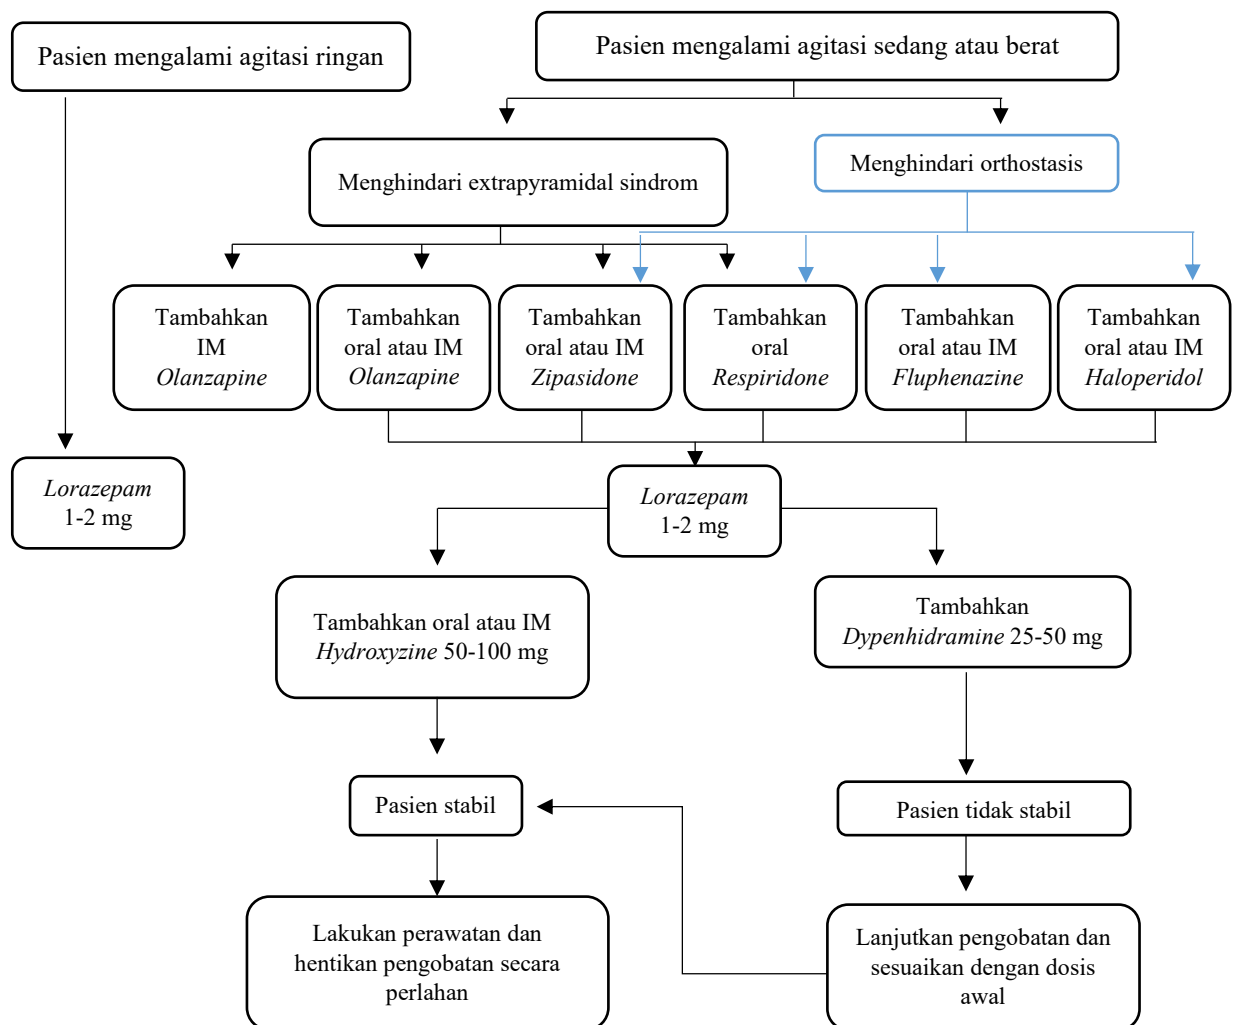 Pasien mengalami agitasi ringan
Pasien mengalami agitasi sedang atau berat
Menghindari extrapyramidal sindrom
Menghindari orthostasis
Tambahkan
IM
Olanzapine
Tambahkan
oral atau IM
Olanzapine
Tambahkan
oral atau IM
Zipasidone
Tambahkan
oral
Respiridone
Tambahkan
oral atau IM
Fluphenazine
Tambahkan
oral atau IM
Haloperidol
Lorazepam
1-2 mg
Lorazepam
1-2 mg
Tambahkan oral atau IM
Hydroxyzine 50-100 mg
Tambahkan
Dypenhidramine 25-50 mg
Pasien stabil
Pasien tidak stabil
Lakukan perawatan dan
hentikan pengobatan secara
perlahan
Lanjutkan pengobatan dan
sesuaikan dengan dosis
awal